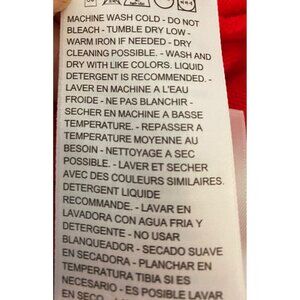 MACHINE WASH COLD - DO NOT
BLEACH - TUMBLE DRY LOW -
WARM IRON IF NEEDED - DRY
CLEANING POSSIBLE. - WASH AND
DRY WITH LIKE COLORS. LIQUID
DETERGENT IS RECOMMENDED. -
LAVER EN MACHINE A L'EAU
FROIDE - NE PAS BLANCHIR -
SECHER EN MACHINE A BASSE
TEMPERATURE. - REPASSER A
TEMPERATURE MOYENNE AU
BESOIN - NETTOYAGE A SEC
POSSIBLE. - LAVER ET SECHER
AVEC DES COULEURS SIMILAIRES.
DETERGENT LIQUIDE
RECOMMANDE. - LAVAR EN
LAVADORA CON AGUA FRIA Y
DETERGENTE - NO USAR
BLANQUEADOR - SECADO SUAVE
EN SECADORA - PLANCHAR EN
TEMPERATURA TIBIA SI ES
NECESARIO - ES POSIBLE LAVAR
EN SECO